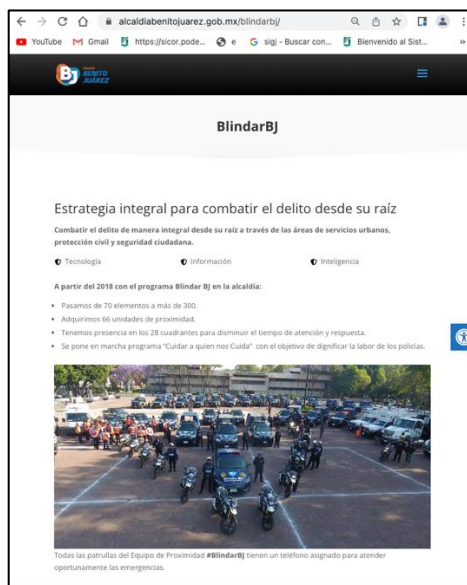 alcaldiabenitojuarez.gob.mx/blindarbj/
YouTube Gmail https://sicor.pode... e sigj - Buscar con... Bienvenido al Sist... »
BJ BENITO JUÁREZ
BlindarBJ
Estrategia integral para combatir el delito desde su raíz
Combatir el delito de manera integral desde su raíz a través de las áreas de servicios urbanos,
protección civil y seguridad ciudadana.
Tecnología Información Inteligencia
A partir del 2018 con el programa Blindar BJ en la alcaldía:
Pasamos de 70 elementos a más de 300.
Adquirimos 66 unidades de proximidad.
Tenemos presencia en los 28 cuadrantes para disminuir el tiempo de atención y respuesta.
Se pone en marcha programa "Cuidar a quien nos Cuida" con el objetivo de dignificar la labor de los policías.
Todas las patrullas del Equipo de Proximidad #BlindarBJ tienen un teléfono asignado para atender
oportunamente las emergencias.